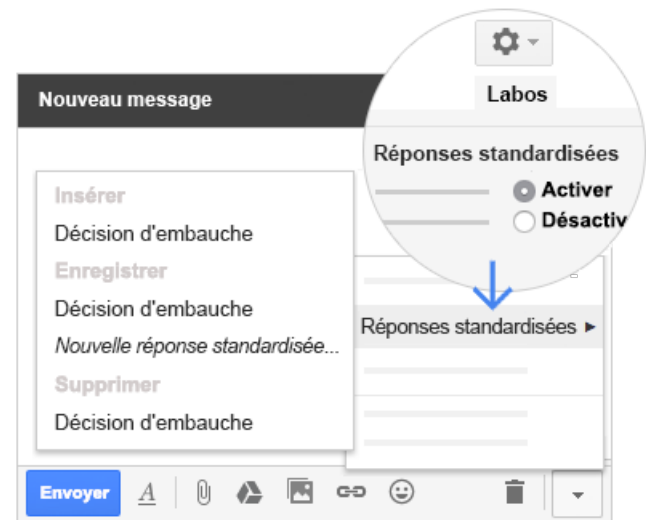 Labos
Nouveau message
Réponses standardisées
Activer
Désactiv
Insérer
Décision d'embauche
Enregistrer
Décision d'embauche
Nouvelle réponse standardisée...
Supprimer
Décision d'embauche
Réponses standardisées
Envoyer
A